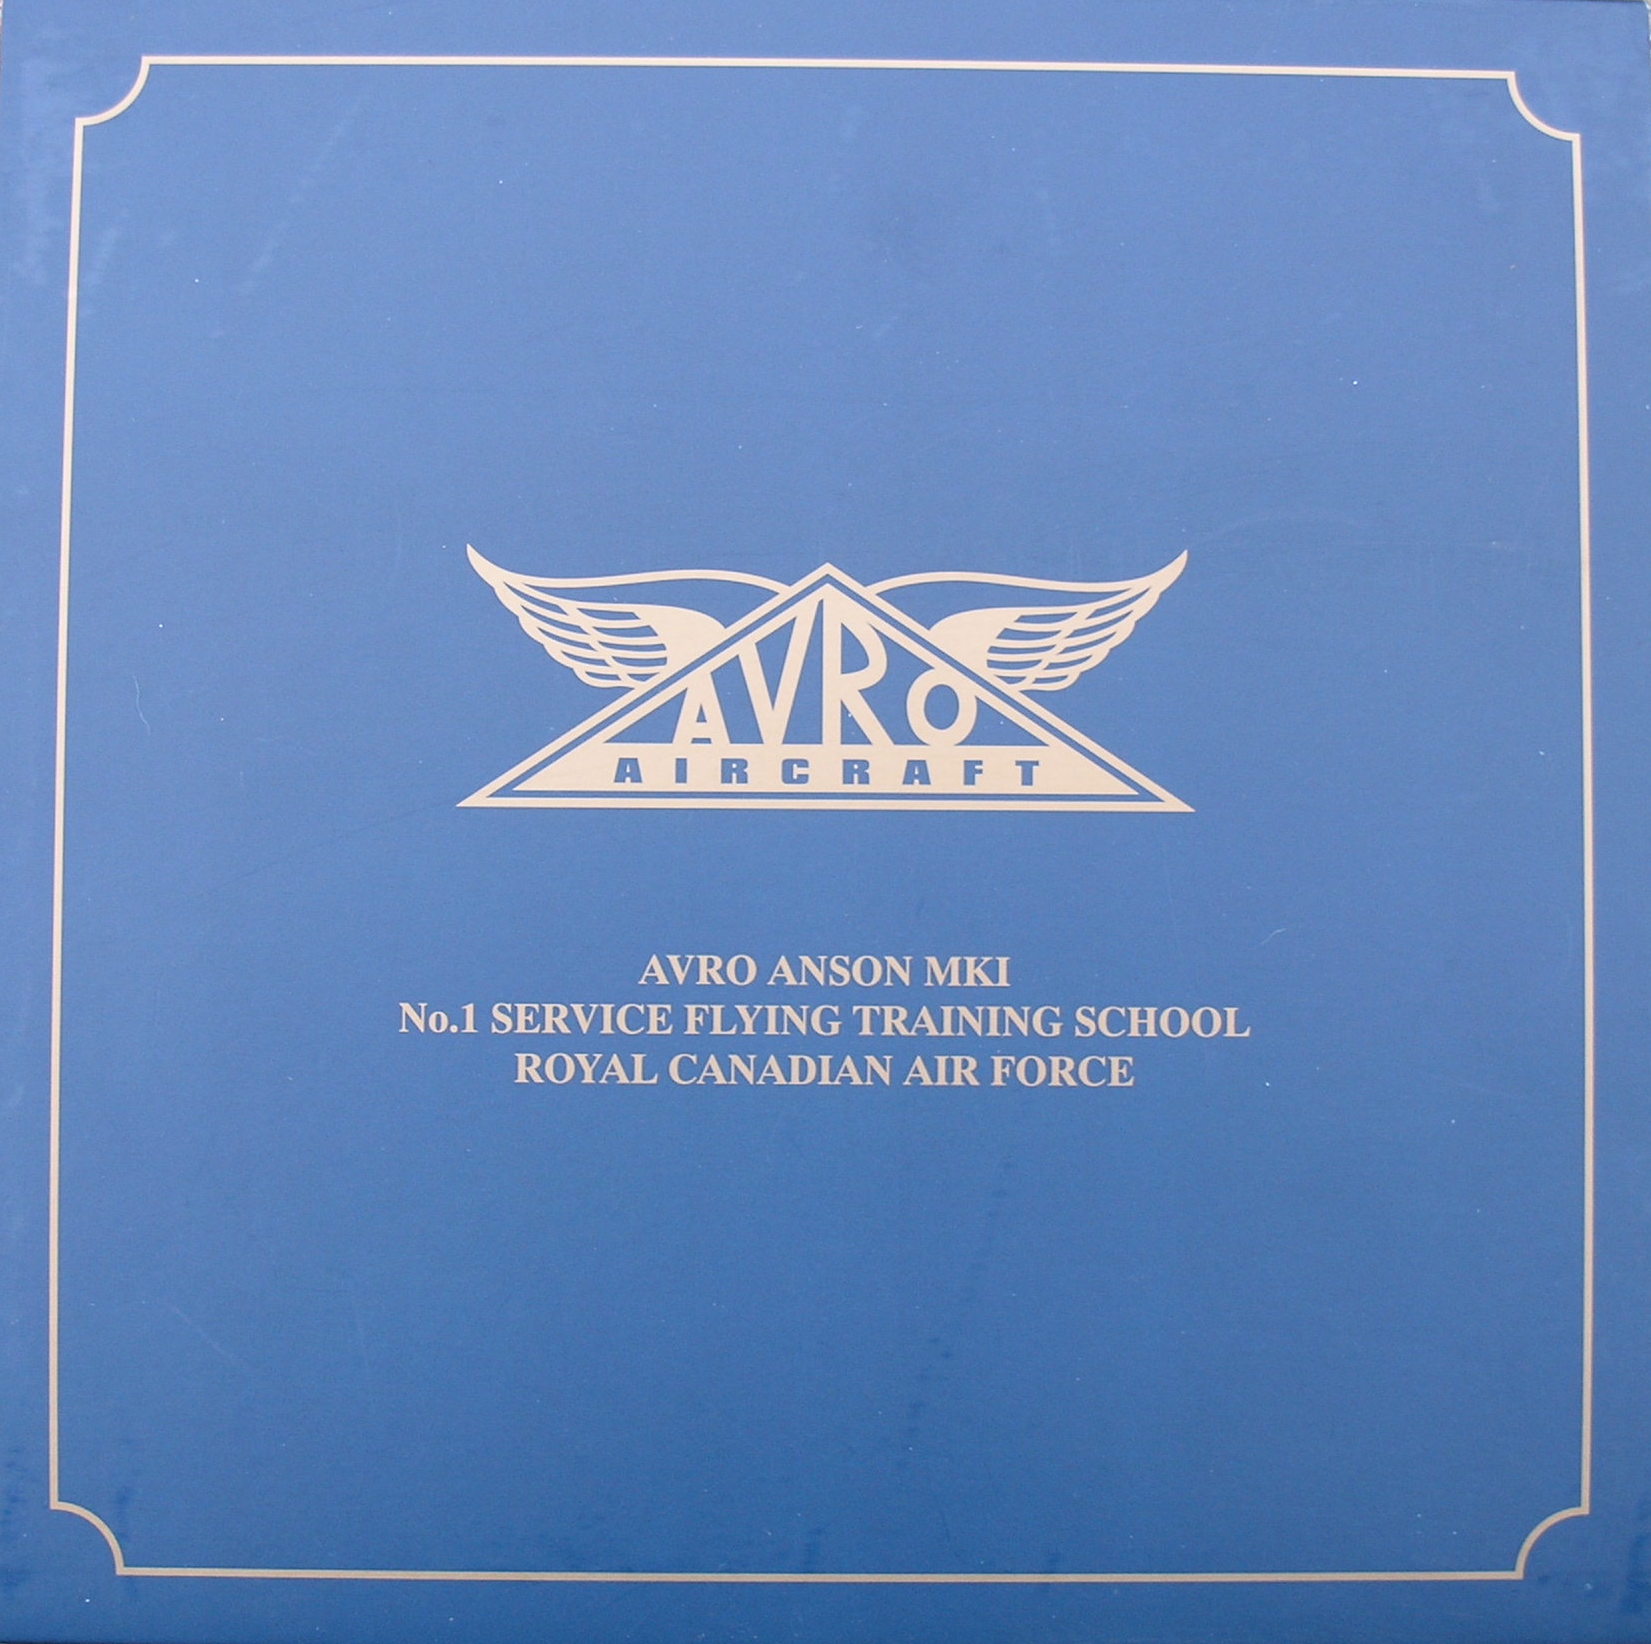 AVRO
AIRCRAFT
AVRO ANSON MKI
No.1 SERVICE FLYING TRAINING SCHOOL
ROYAL CANADIAN AIR FORCE